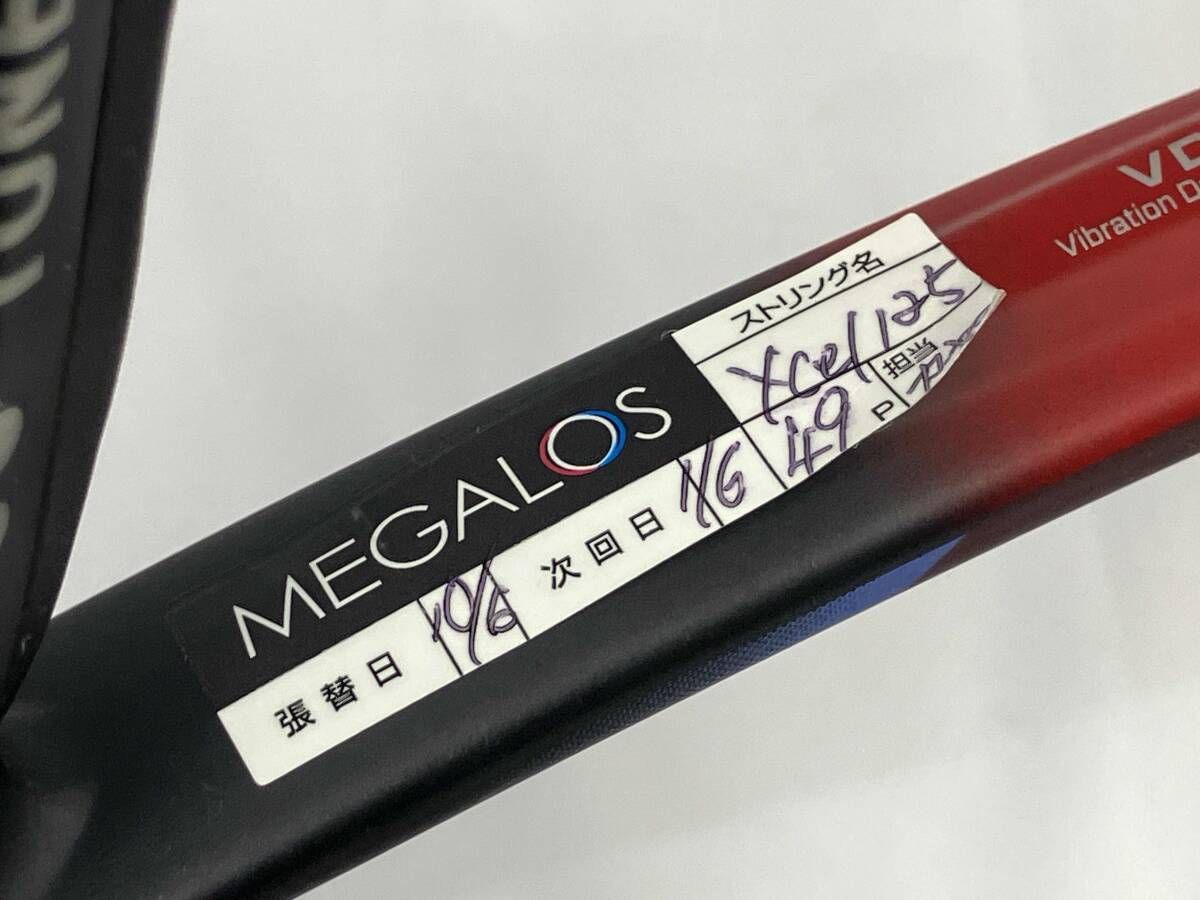 VD
Vibration D
ストリング名
Xcel 125
49 P
担当
MEGALOS
張替日 10/6 次回日 1/6